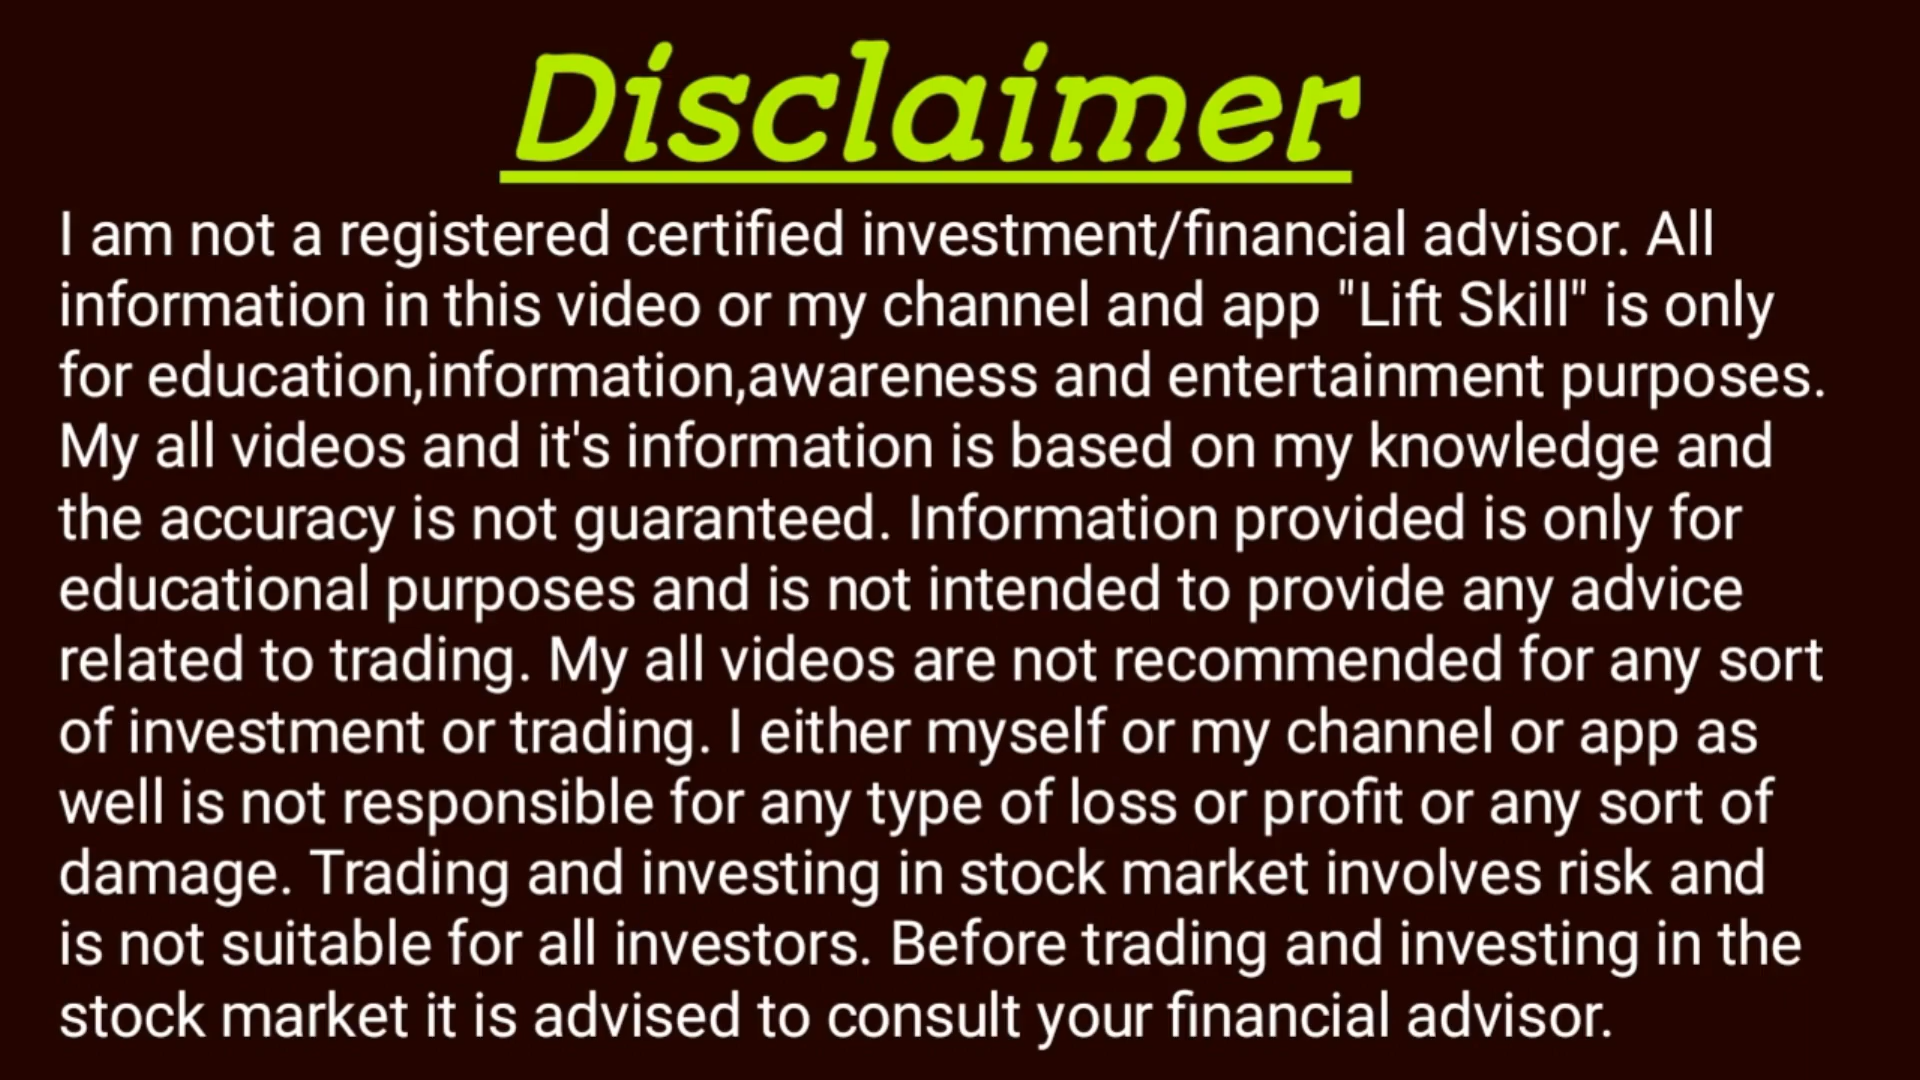 Disclaimer
I am not a registered certified investment/financial advisor. All
information in this video or my channel and app "Lift Skill" is only
for education,information,awareness and entertainment purposes.
My all videos and it's information is based on my knowledge and
the accuracy is not guaranteed. Information provided is only for
educational purposes and is not intended to provide any advice
related to trading. My all videos are not recommended for any sort
of investment or trading. I either myself or my channel or app as
well is not responsible for any type of loss or profit or any sort of
damage. Trading and investing in stock market involves risk and
is not suitable for all investors. Before trading and investing in the
stock market it is advised to consult your financial advisor.